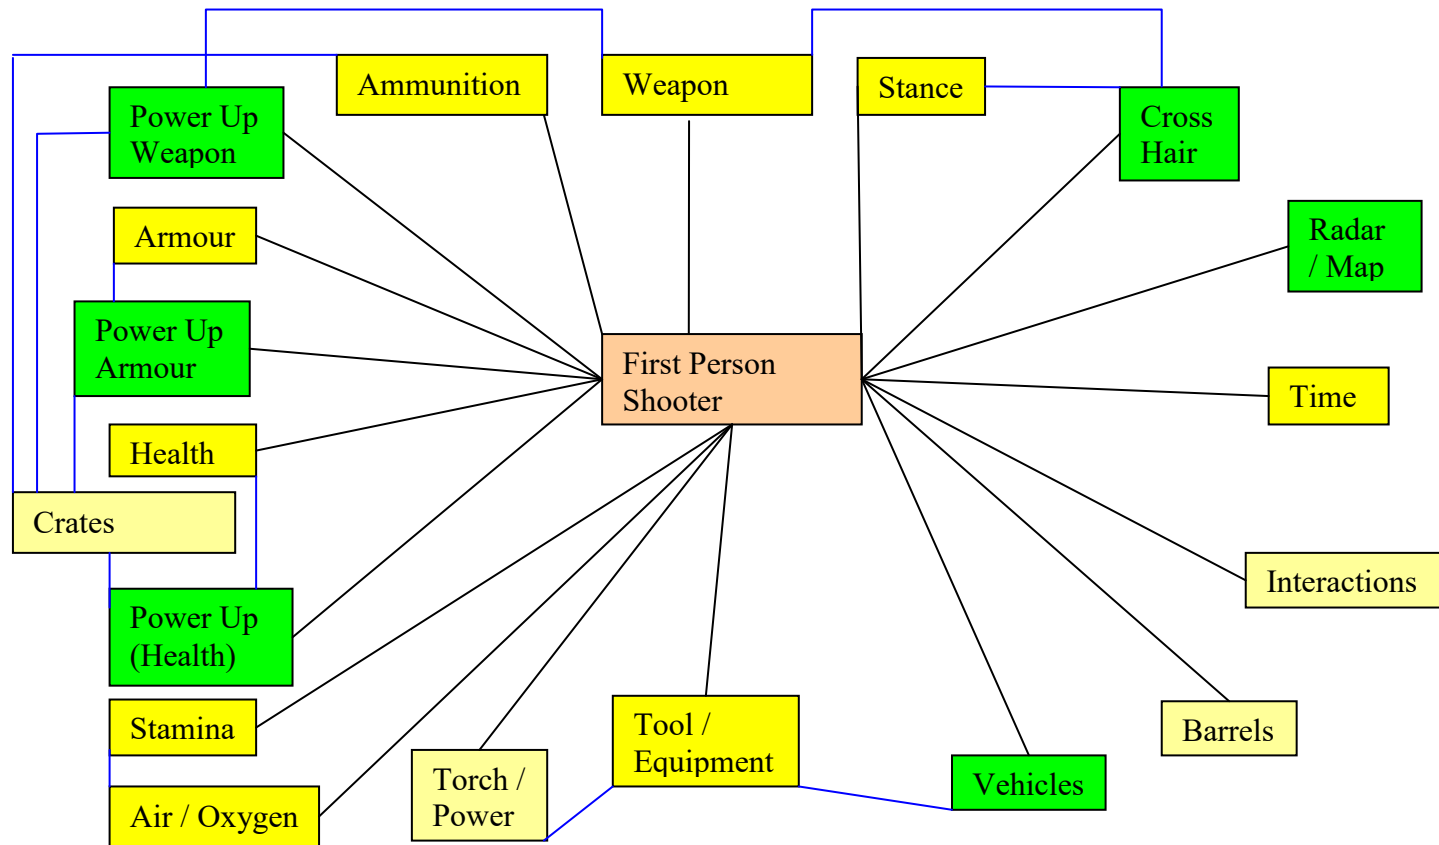 Ammunition
Weapon
Stance
Power Up
Weapon
Cross
Hair
Armour
Radar
/ Map
Power Up
Armour
First Person
Shooter
Time
Health
Crates
Interactions
Power Up
(Health)
Stamina
Tool /
Equipment
Barrels
Torch /
Power
Vehicles
Air / Oxygen